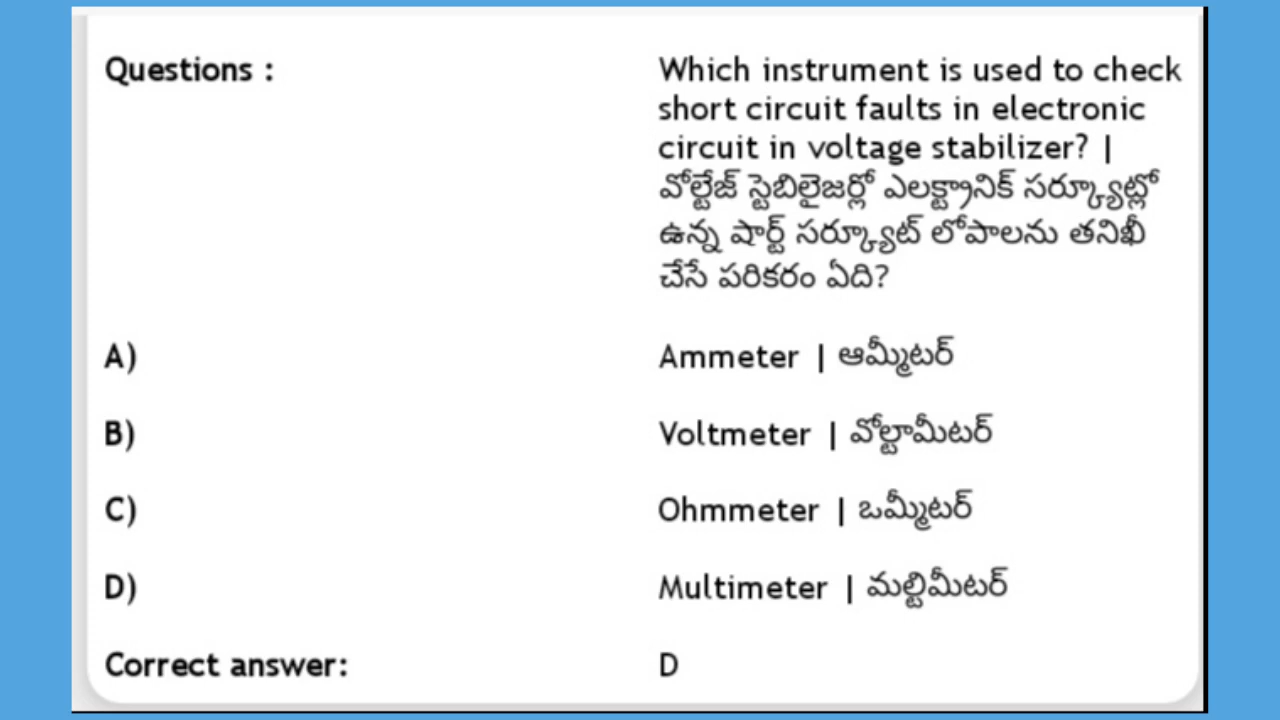 Questions :
Which instrument is used to check
short circuit faults in electronic
circuit in voltage stabilizer? |
వోల్టేజ్ స్టెబిలైజర్లో ఎలక్ట్రానిక్ సర్క్యూట్లో
ఉన్న షార్ట్ సర్క్యూట్ లోపాలను తనిఖీ
చేసే పరికరం ఏది?
A) Ammeter | ఆమ్మీటర్
B) Voltmeter | వోల్టామీటర్
C) Ohmmeter | ఒమ్మీటర్
D) Multimeter | మల్టిమీటర్
Correct answer: D